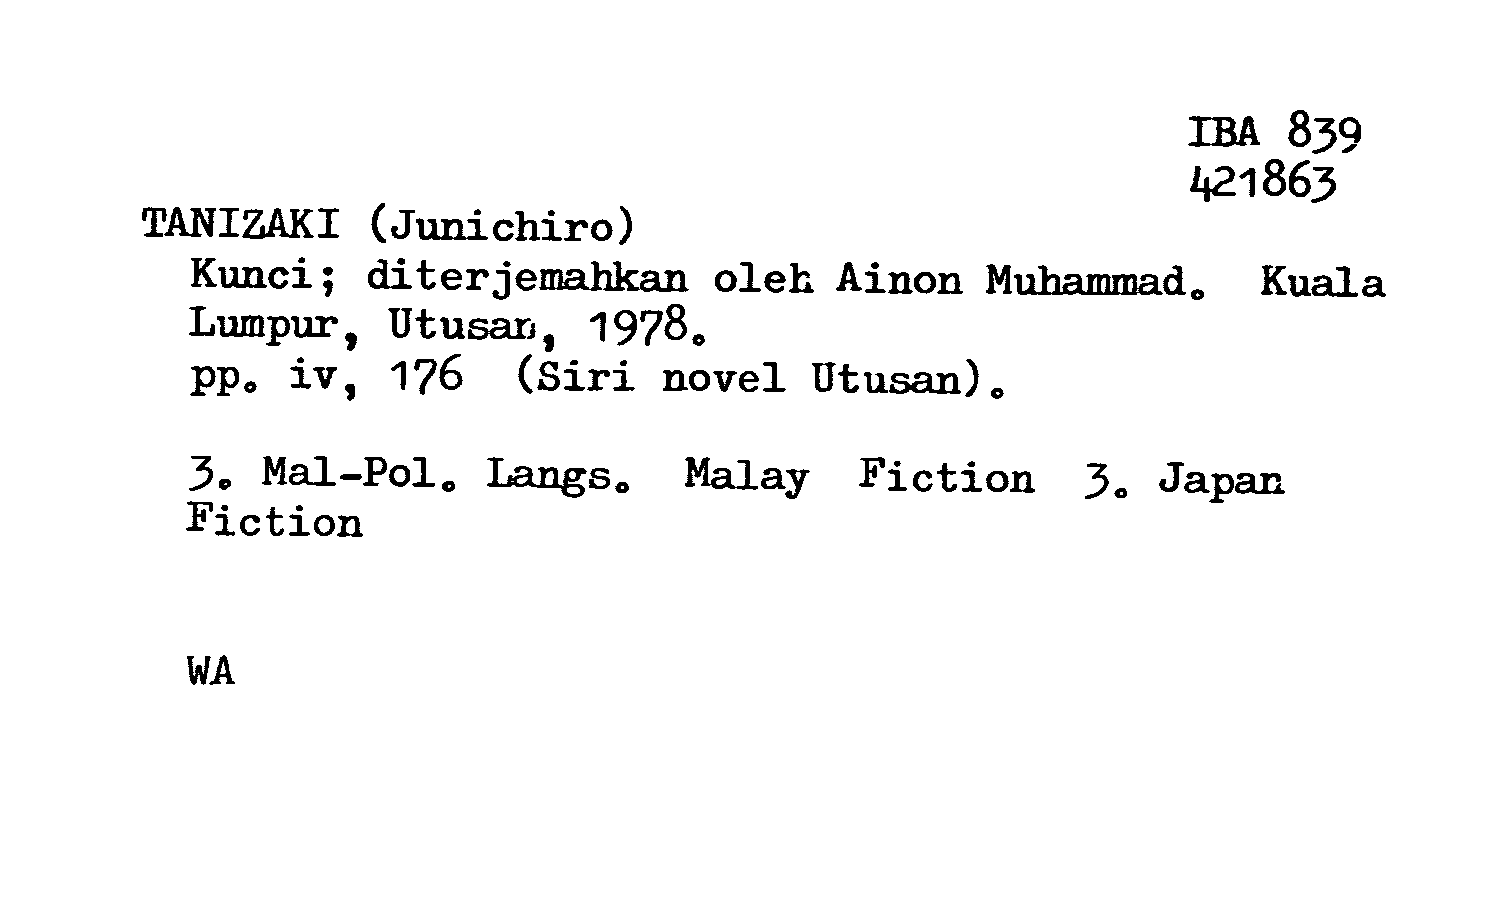 IBA 839
421863
TANIZAKI (Junichiro)
Kunci; diterjemahkan oleh Ainon Muhammad. Kuala
Lumpur, Utusan, 1978.
pp. iv, 176 (Siri novel Utusan).
3. Mal-Pol. Langs. Malay Fiction 3. Japan
Fiction
WA